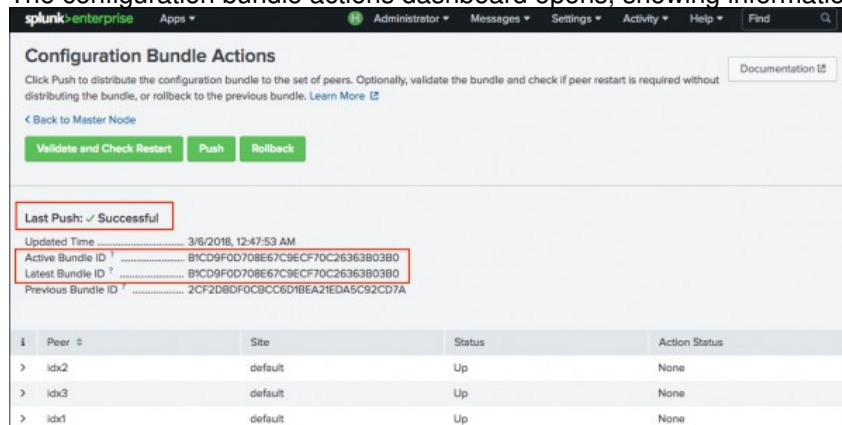 The configuration bundle actions dashboard opens, showing informatio
splunk>enterprise Apps ▾ Administrator ▾ Messages ▾ Settings ▾ Activity ▾ Help ▾ Find
Configuration Bundle Actions
Documentation
Click Push to distribute the configuration bundle to the set of peers. Optionally, validate the bundle and check if peer restart is required without
distributing the bundle, or rollback to the previous bundle. Learn More
< Back to Master Node
Validate and Check Restart Push Rollback
Last Push: ✓ Successful
Updated Time ............................ 3/6/2018, 12:47:53 AM
Active Bundle ID ? ..................... B1CD9F0D708E67C9ECF70C26363B03B0
Latest Bundle ID ? ..................... B1CD9F0D708E67C9ECF70C26363B03B0
Previous Bundle ID ? ................. 2CF2DBDF0CBCC6D1BEA21EDA5C92CD7A
i Peer Site Status Action Status
> idx2 default Up None
> idx3 default Up None
> idx1 default Up None